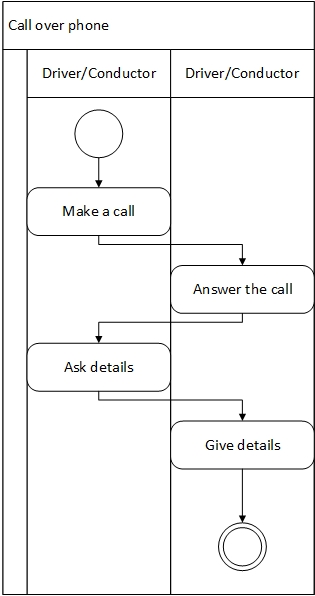 Call over phone
Driver/Conductor
Driver/Conductor
Make a call
Answer the call
Ask details
Give details